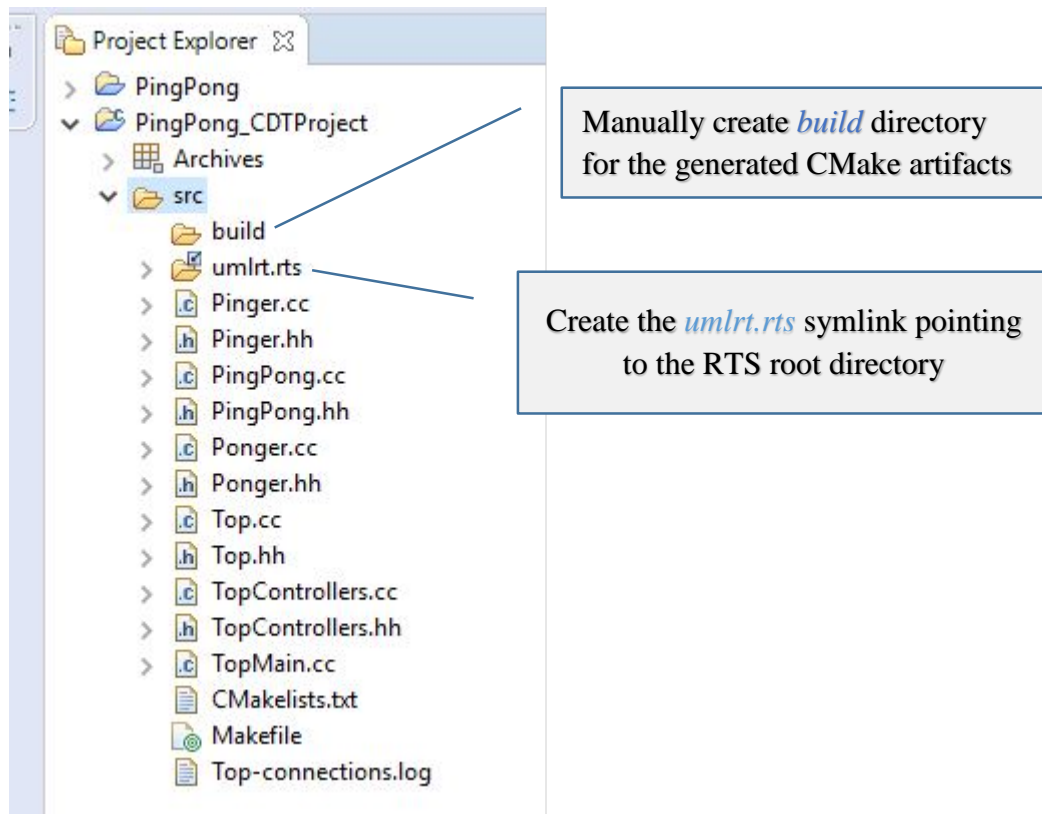 Project Explorer
PingPong
PingPong_CDTProject
Archives
src
build
umlrt.rts
Pinger.cc
Pinger.hh
PingPong.cc
PingPong.hh
Ponger.cc
Ponger.hh
Top.cc
Top.hh
TopControllers.cc
TopControllers.hh
TopMain.cc
CMakelists.txt
Makefile
Top-connections.log
Manually create build directory
for the generated CMake artifacts
Create the umlrt.rts symlink pointing
to the RTS root directory